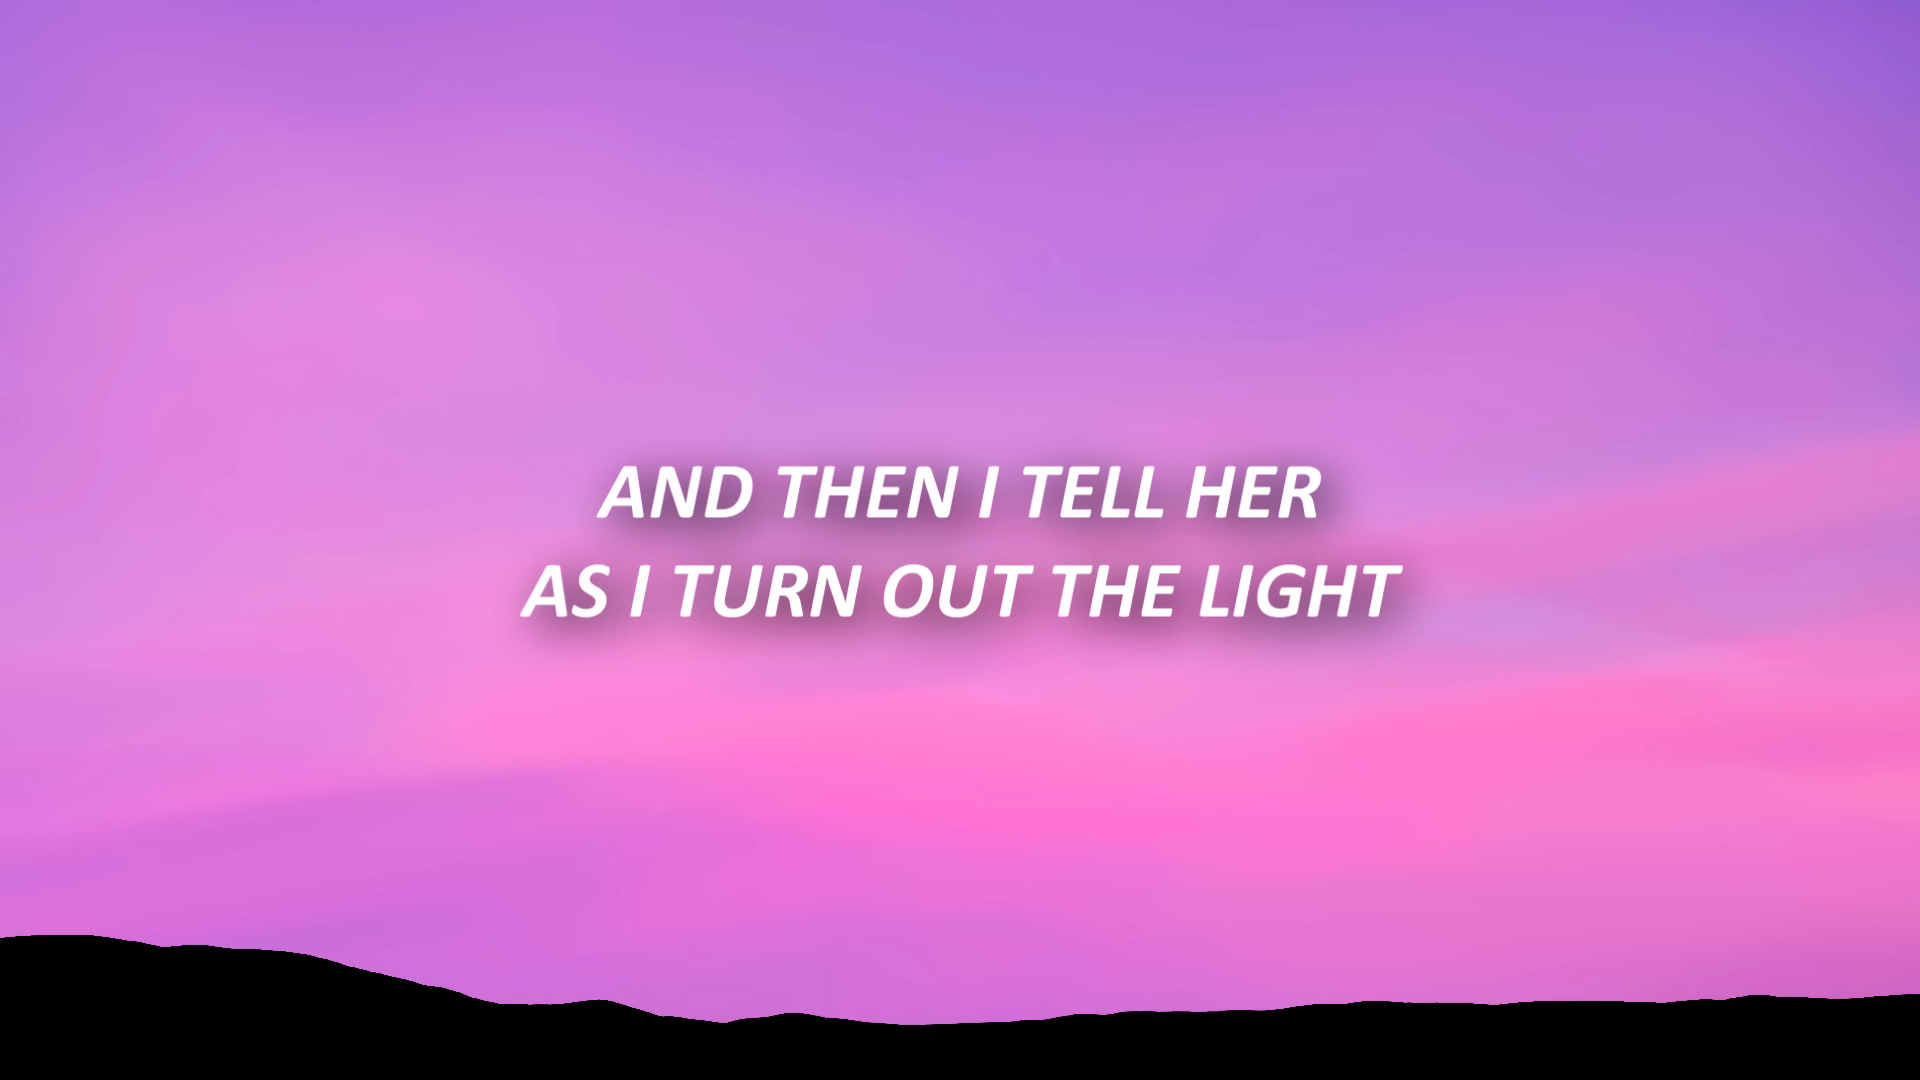 AND THEN I TELL HER
AS I TURN OUT THE LIGHT